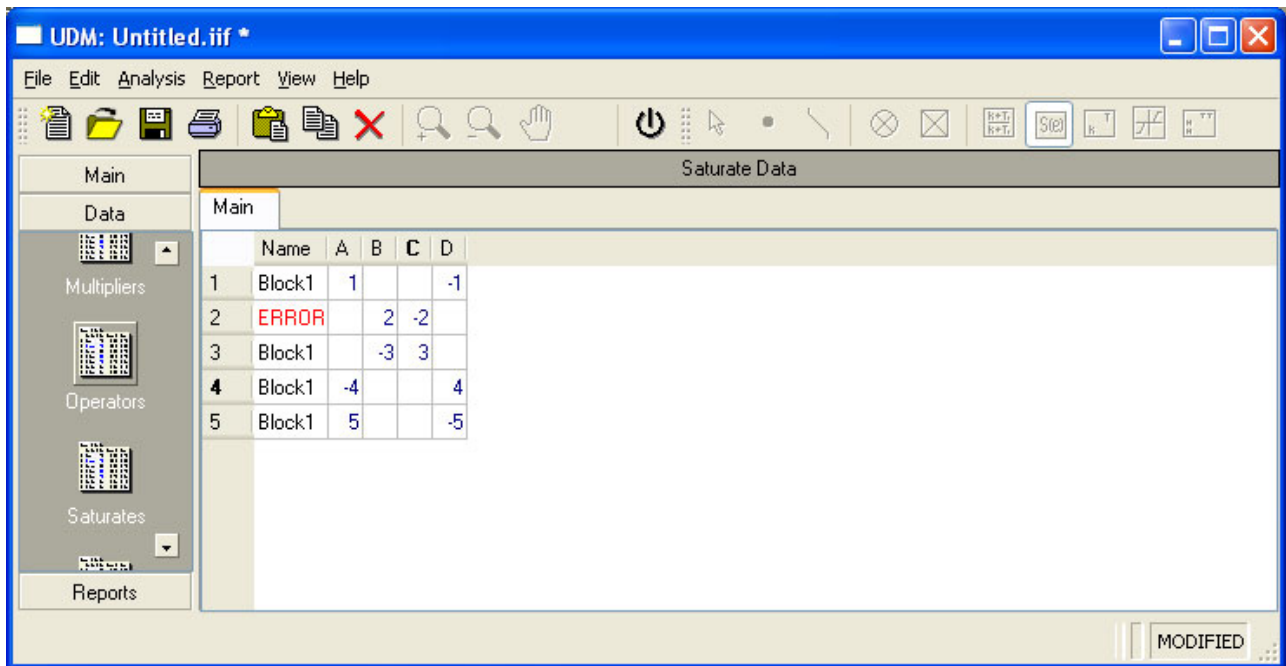 UDM: Untitled.iif *
File Edit Analysis Report View Help
S(e)
Main
Saturate Data
Data
Main
Multipliers
Operators
Saturates
Reports
Name A B C D
1 Block1 1 -1
2 ERROR 2 -2
3 Block1 -3 3
4 Block1 -4 4
5 Block1 5 -5
MODIFIED